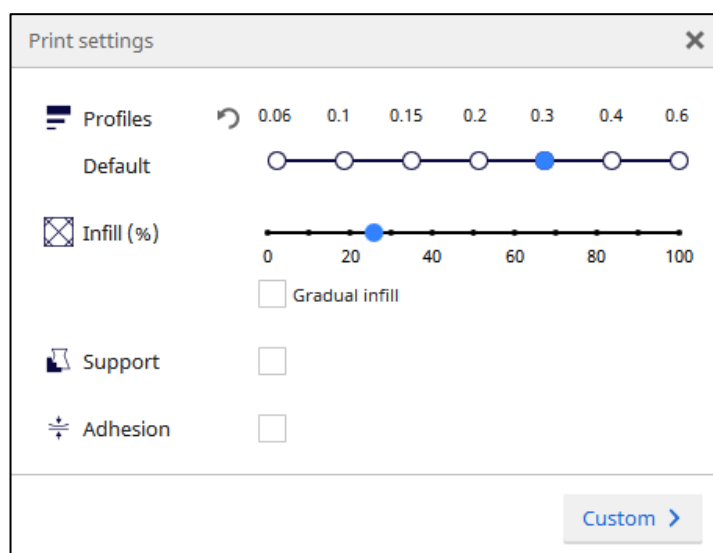 Print settings
Profiles 0.06 0.1 0.15 0.2 0.3 0.4 0.6
Default
Infill (%)
0 20 40 60 80 100
Gradual infill
Support
Adhesion
Custom